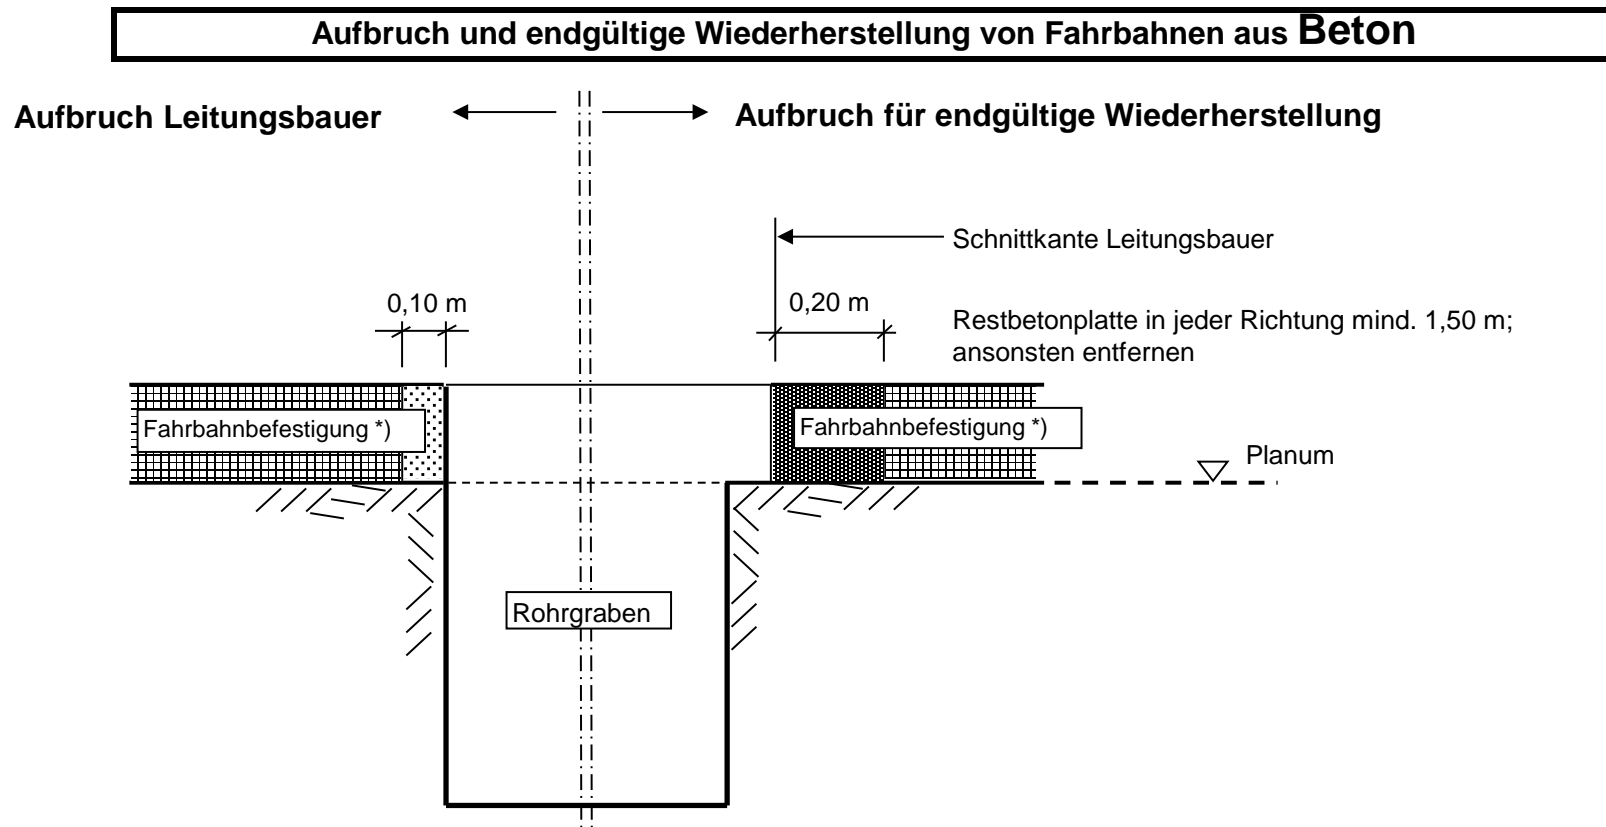 Aufbruch und endgültige Wiederherstellung von Fahrbahnen aus Beton
Aufbruch Leitungsbauer
Aufbruch für endgültige Wiederherstellung
Schnittkante Leitungsbauer
0,10 m
0,20 m
Restbetonplatte in jeder Richtung mind. 1,50 m;
ansonsten entfernen
Fahrbahnbefestigung *)
Fahrbahnbefestigung *)
Planum
Rohrgraben